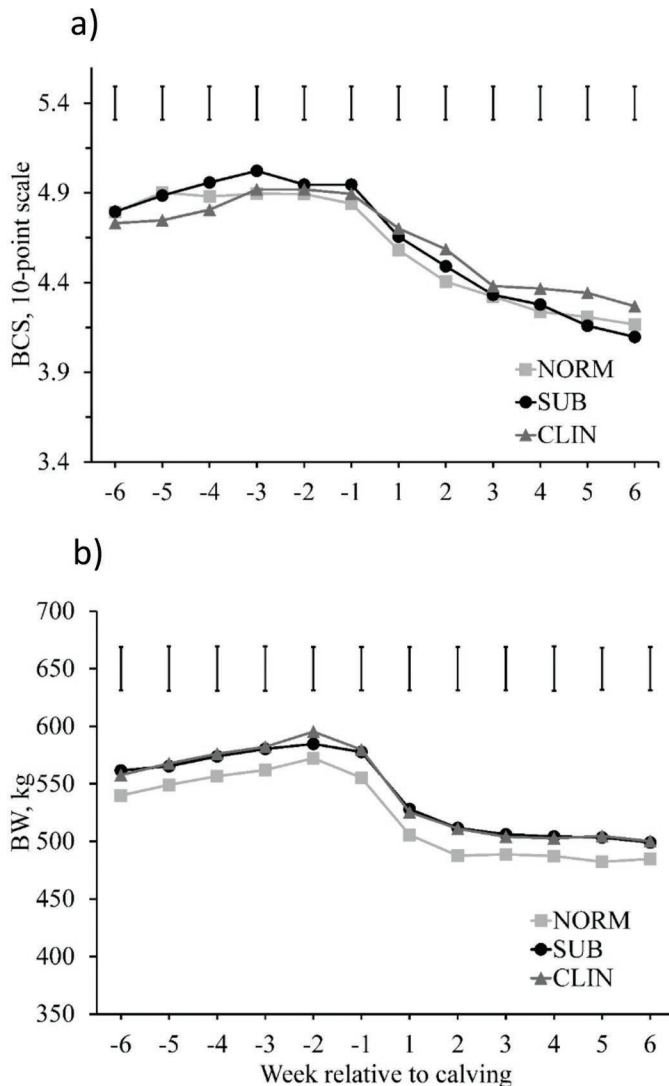 a)
BCS, 10-point scale
5.4
4.9
4.4
3.9
3.4
NORM
SUB
CLIN
-6 -5 -4 -3 -2 -1 1 2 3 4 5 6
b)
BW, kg
700
650
600
550
500
450
400
350
NORM
SUB
CLIN
-6 -5 -4 -3 -2 -1 1 2 3 4 5 6
Week relative to calving